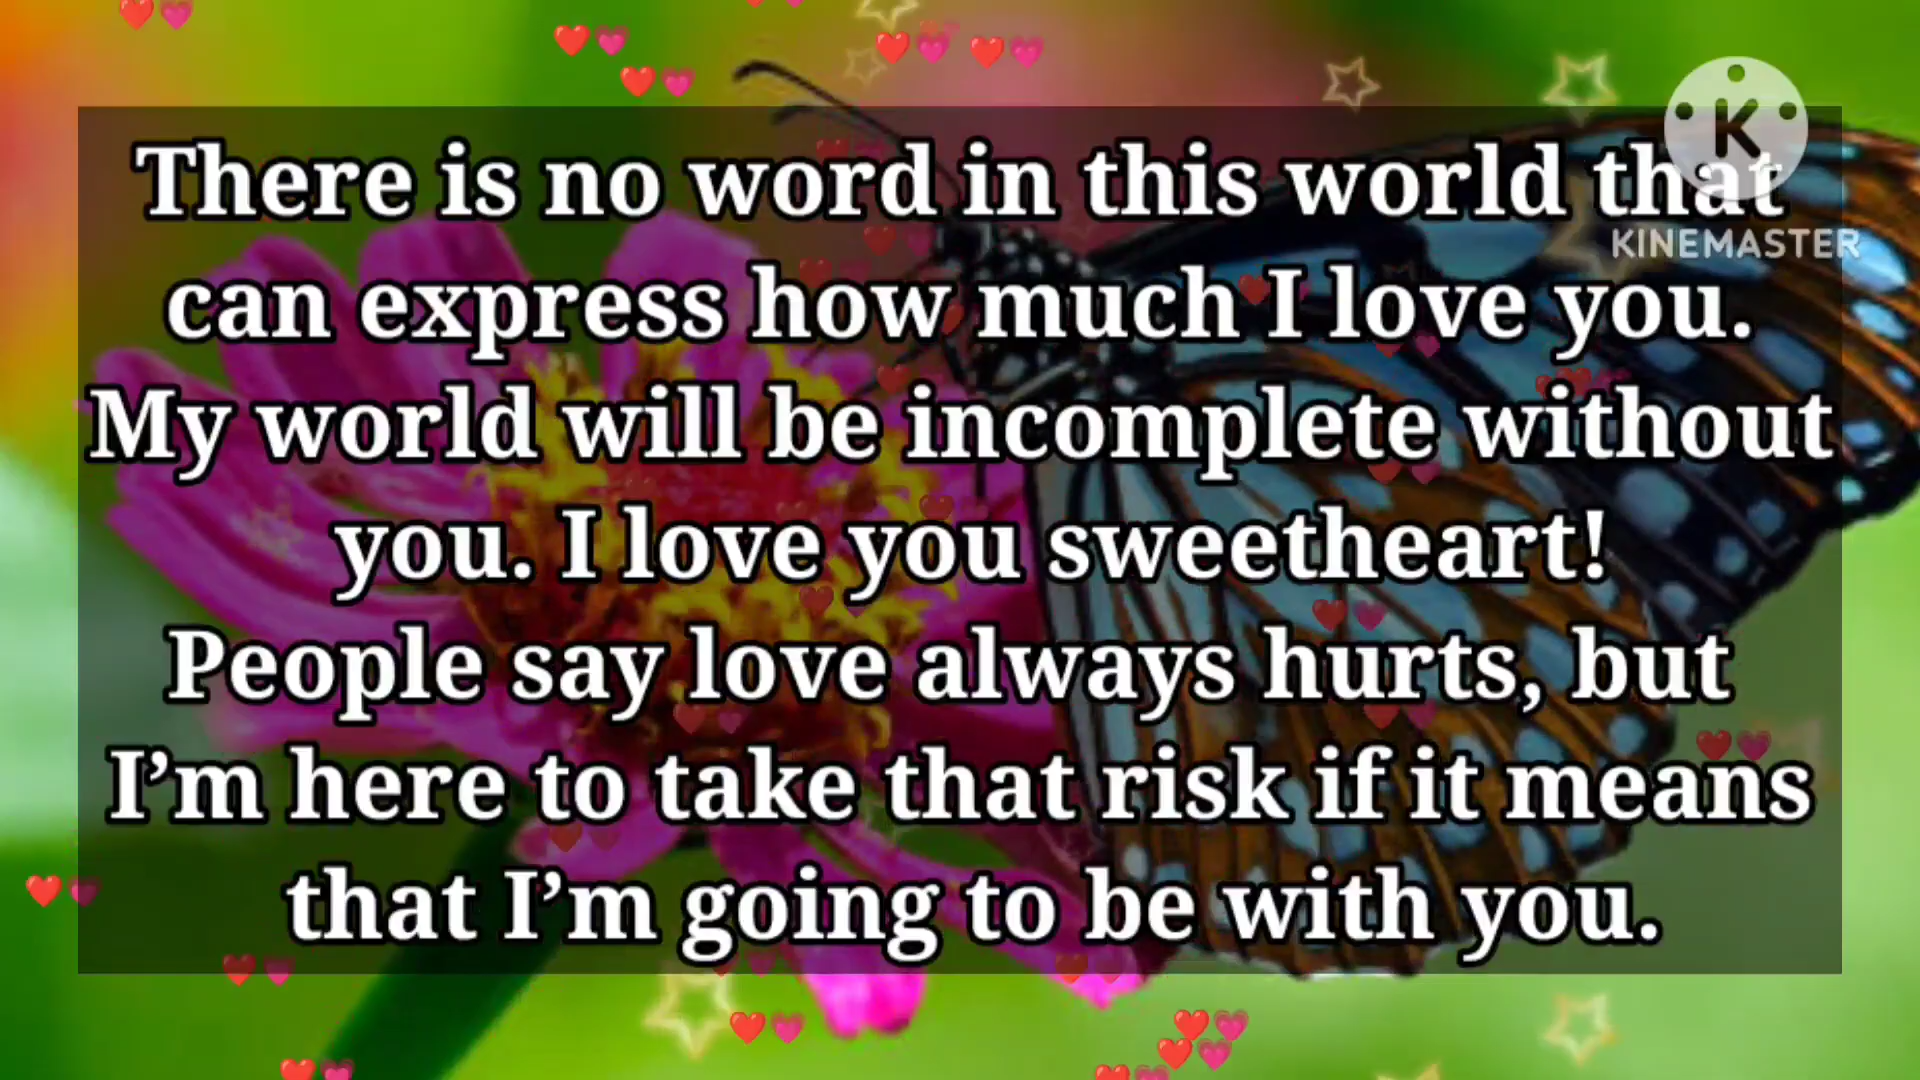 There is no word in this world that
can express how much I love you.
My world will be incomplete without
you. I love you sweetheart!
People say love always hurts, but
I’m here to take that risk if it means
that I’m going to be with you.
K
KINEMASTER